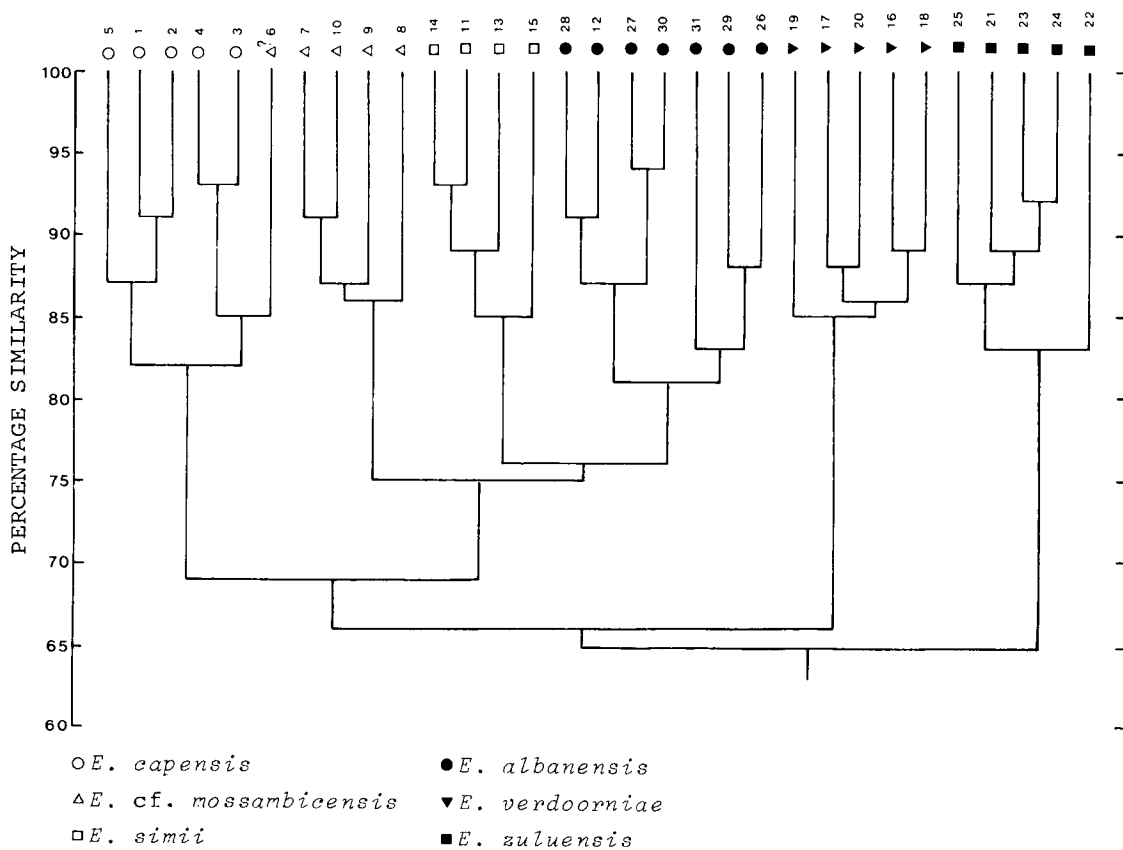 5 1 2 4 3 ? 6 7 10 9 8 14 11 13 15 28 12 27 30 31 29 26 19 17 20 16 18 25 21 23 24 22
100
95
90
85
80
75
70
65
60
PERCENTAGE SIMILARITY
E. capensis
E. albanensis
E. cf. mossambicensis
E. verdoorniae
E. simii
E. zuluensis